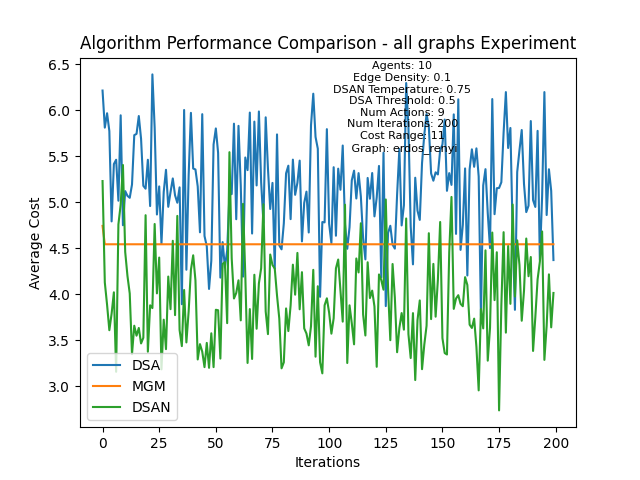 Algorithm Performance Comparison - all graphs Experiment
Agents: 10
Edge Density: 0.1
DSAN Temperature: 0.75
DSA Threshold: 0.5
Num Actions: 9
Num Iterations: 200
Cost Range: 11
Graph: erdos_renyi
6.5
6.0
5.5
5.0
4.5
4.0
3.5
3.0
Average Cost
DSA
MGM
DSAN
0 25 50 75 100 125 150 175 200
Iterations